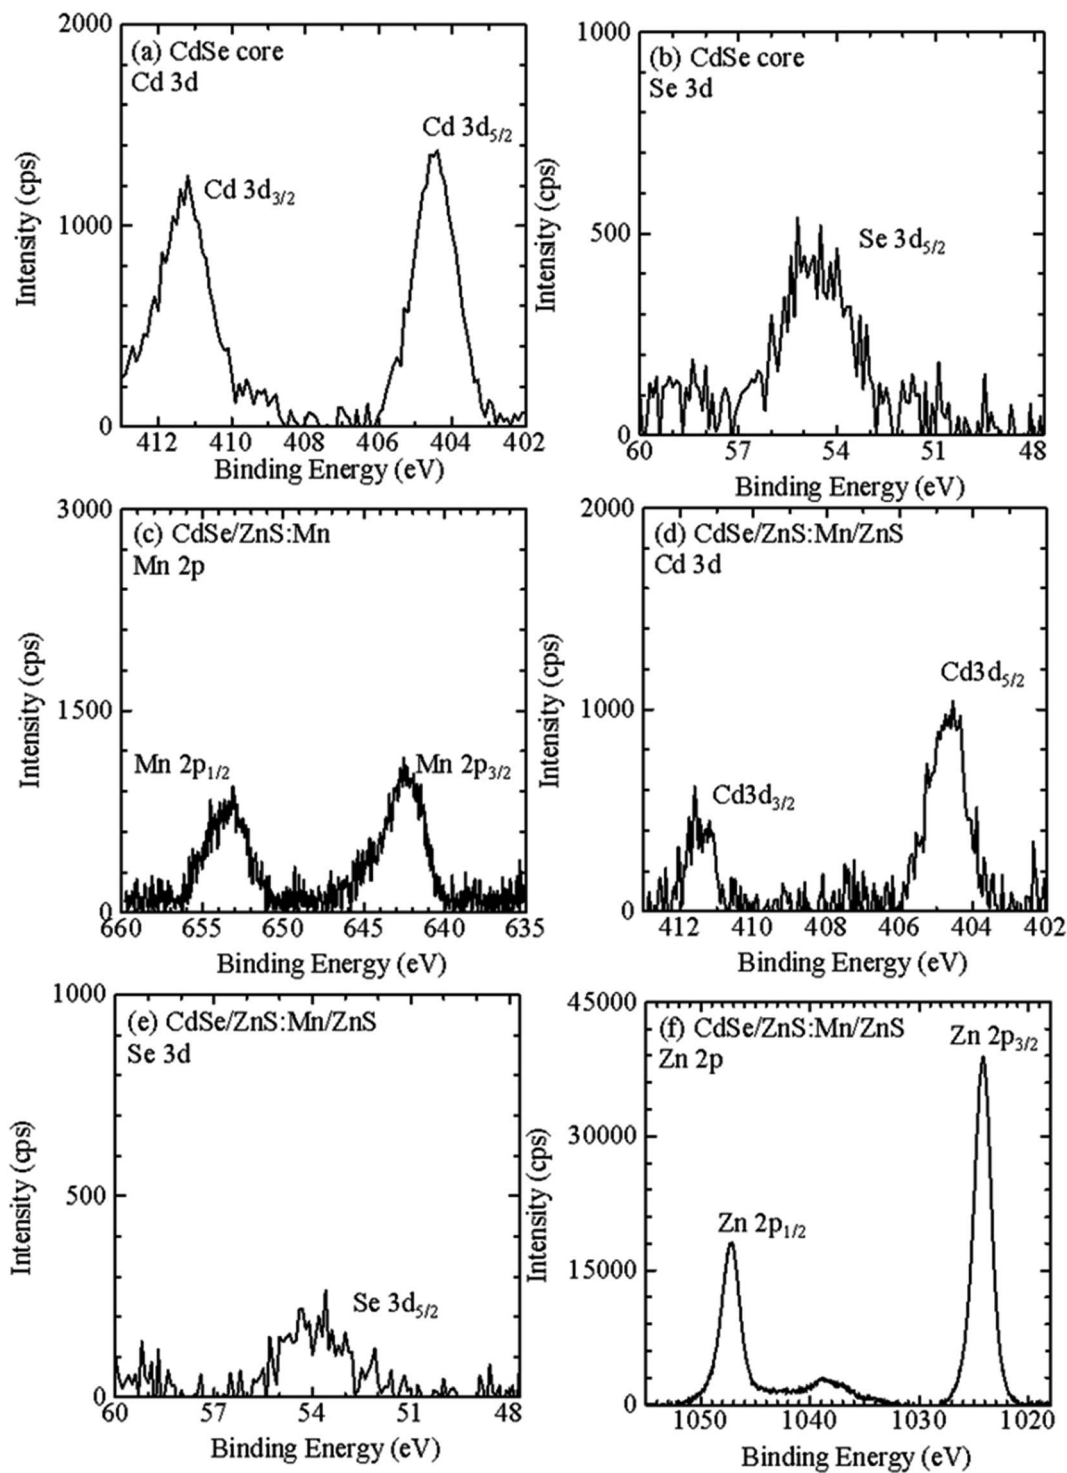 2000
(a) CdSe core
Cd 3d
Cd 3d5/2
Cd 3d3/2
1000
0
412 410 408 406 404 402
Binding Energy (eV)
Intensity (cps)
1000
(b) CdSe core
Se 3d
Se 3d5/2
500
0
60 57 54 51 48
Binding Energy (eV)
Intensity (cps)
3000
(c) CdSe/ZnS:Mn
Mn 2p
1500
Mn 2p1/2
Mn 2p3/2
0
660 655 650 645 640 635
Binding Energy (eV)
Intensity (cps)
2000
(d) CdSe/ZnS:Mn/ZnS
Cd 3d
Cd3d5/2
1000
Cd3d3/2
0
412 410 408 406 404 402
Binding Energy (eV)
Intensity (cps)
1000
(e) CdSe/ZnS:Mn/ZnS
Se 3d
500
Se 3d5/2
0
60 57 54 51 48
Binding Energy (eV)
Intensity (cps)
45000
(f) CdSe/ZnS:Mn/ZnS
Zn 2p3/2
Zn 2p
30000
Zn 2p1/2
15000
0
1050 1040 1030 1020
Binding Energy (eV)
Intensity (cps)